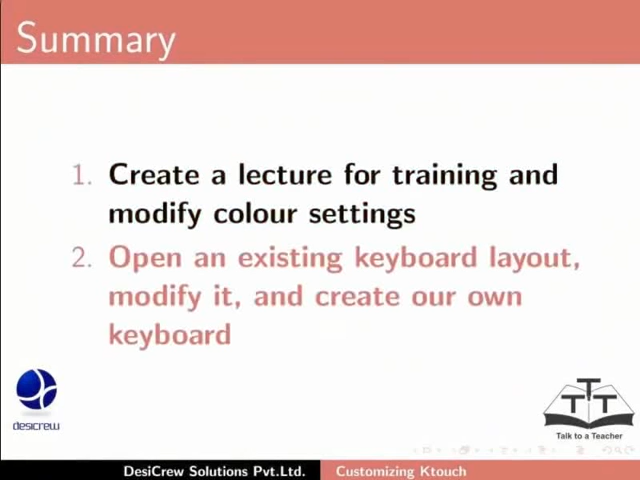 Summary
1. Create a lecture for training and
modify colour settings
2. Open an existing keyboard layout,
modify it, and create our own
keyboard
desicrew
T T T
Talk to a Teacher
DesiCrew Solutions Pvt.Ltd. Customizing Ktouch